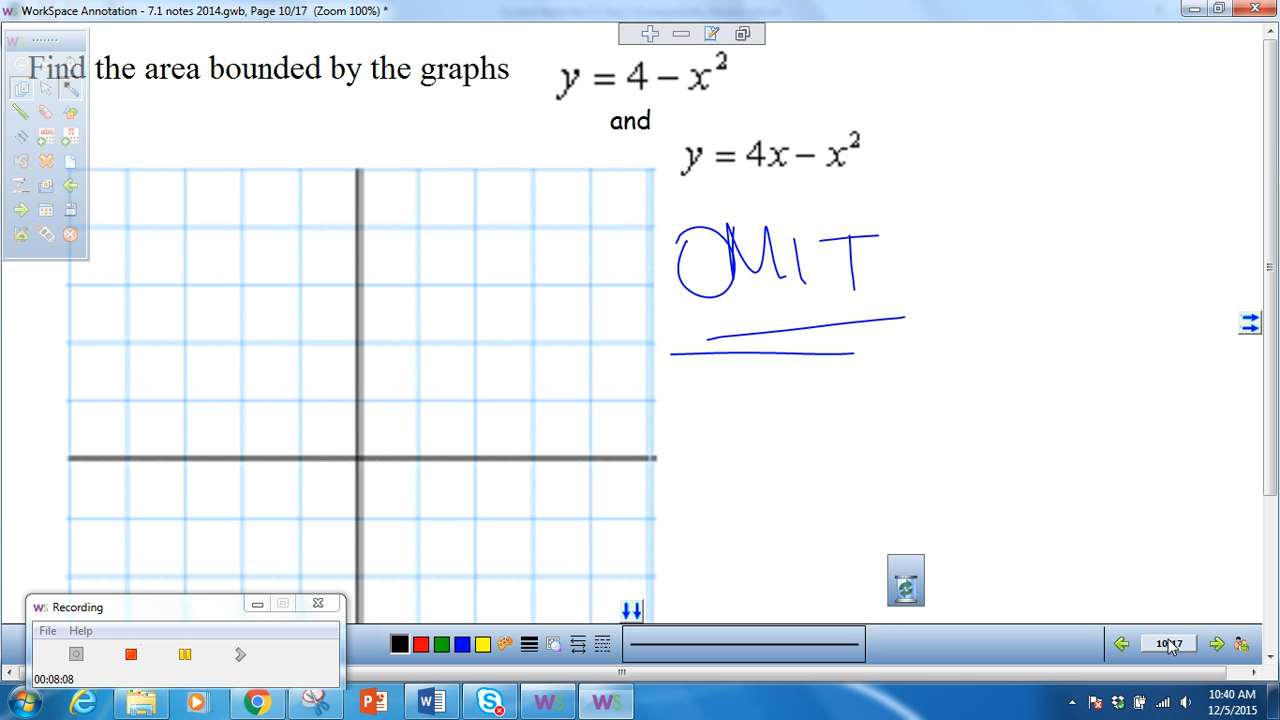 WorkSpace Annotation - 7.1 notes 2014.gwb, Page 10/17 (Zoom 100%) *
Find the area bounded by the graphs
y = 4 − x²
and
y = 4x − x²
OMIT
Recording
File Help
00:08:08
10/17
10:40 AM
12/5/2015